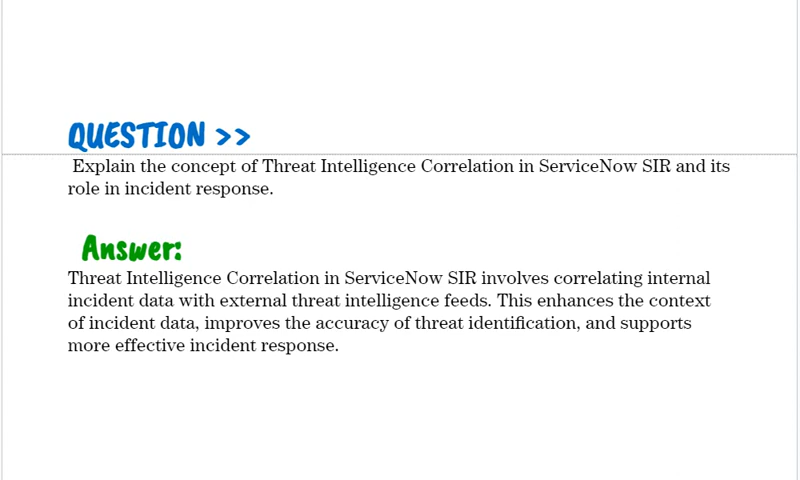 QUESTION >>
Explain the concept of Threat Intelligence Correlation in ServiceNow SIR and its
role in incident response.
Answer:
Threat Intelligence Correlation in ServiceNow SIR involves correlating internal
incident data with external threat intelligence feeds. This enhances the context
of incident data, improves the accuracy of threat identification, and supports
more effective incident response.